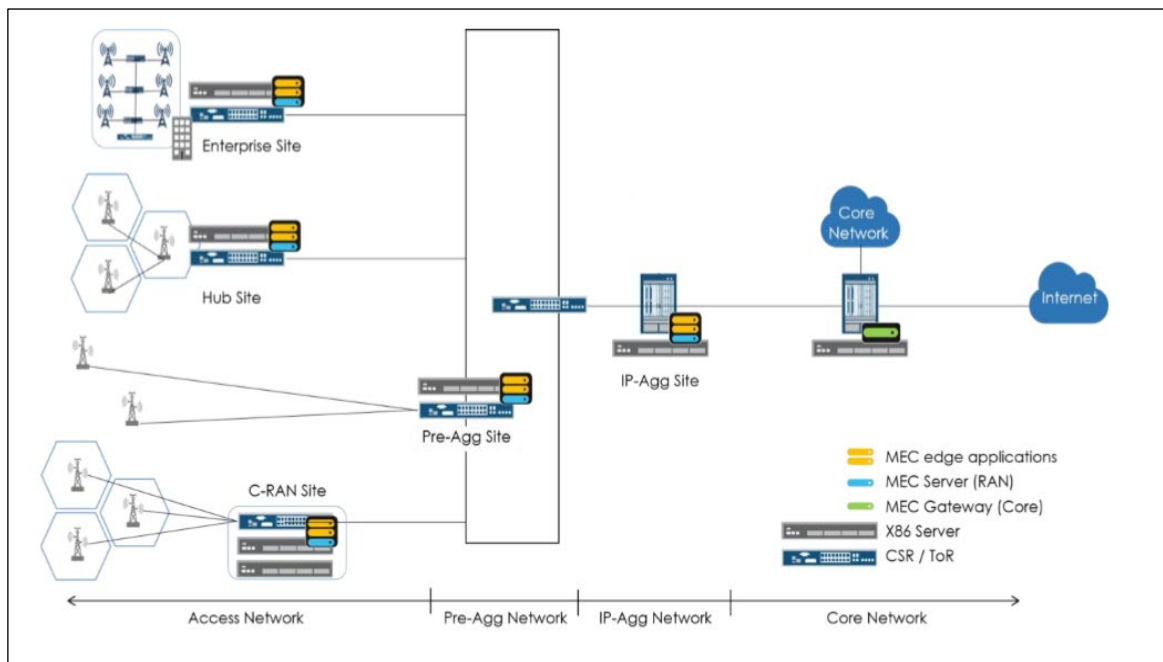 Enterprise Site
Hub Site
Pre-Agg Site
C-RAN Site
IP-Agg Site
Core
Network
Internet
MEC edge applications
MEC Server (RAN)
MEC Gateway (Core)
X86 Server
CSR / ToR
Access Network
Pre-Agg Network
IP-Agg Network
Core Network